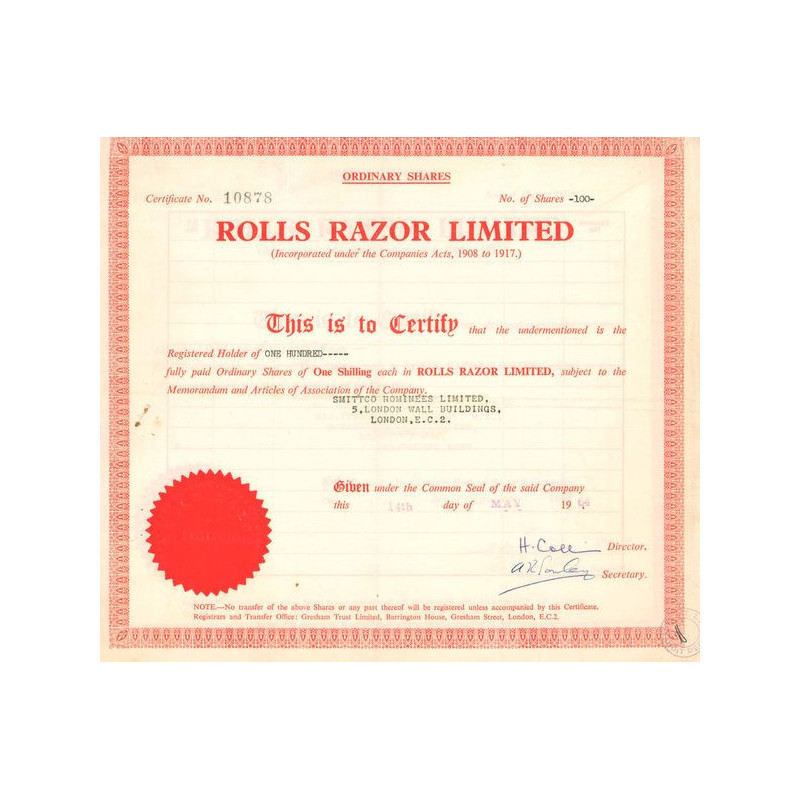 ORDINARY SHARES
Certificate No. 10878 No. of Shares -100-
ROLLS RAZOR LIMITED
(Incorporated under the Companies Acts, 1908 to 1917.)
This is to Certify that the undermentioned is the
Registered Holder of ONE HUNDRED-----
fully paid Ordinary Shares of One Shilling each in ROLLS RAZOR LIMITED, subject to the
Memorandum and Articles of Association of the Company.
SMITTCO NOMINEES LIMITED,
5, LONDON WALL BUILDINGS,
LONDON, E.C.2.
Given under the Common Seal of the said Company
this 14th day of MAY 1964.
H. Director.
Secretary.
NOTE.—No transfer of the above Shares or any part thereof will be registered unless accompanied by this Certificate.
Registrars and Transfer Office: Gresham Trust Limited, Barrington House, Gresham Street, London, E.C.2.